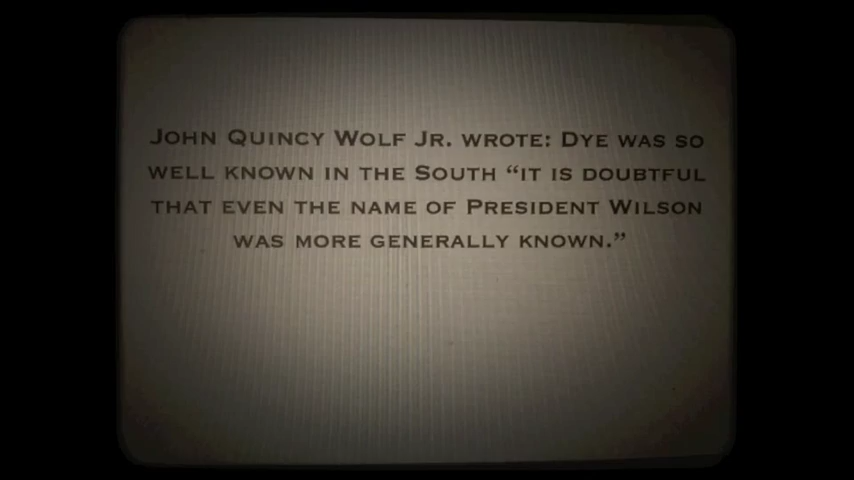 John Quincy Wolf Jr. wrote: Dye was so
well known in the South “it is doubtful
that even the name of President Wilson
was more generally known.”